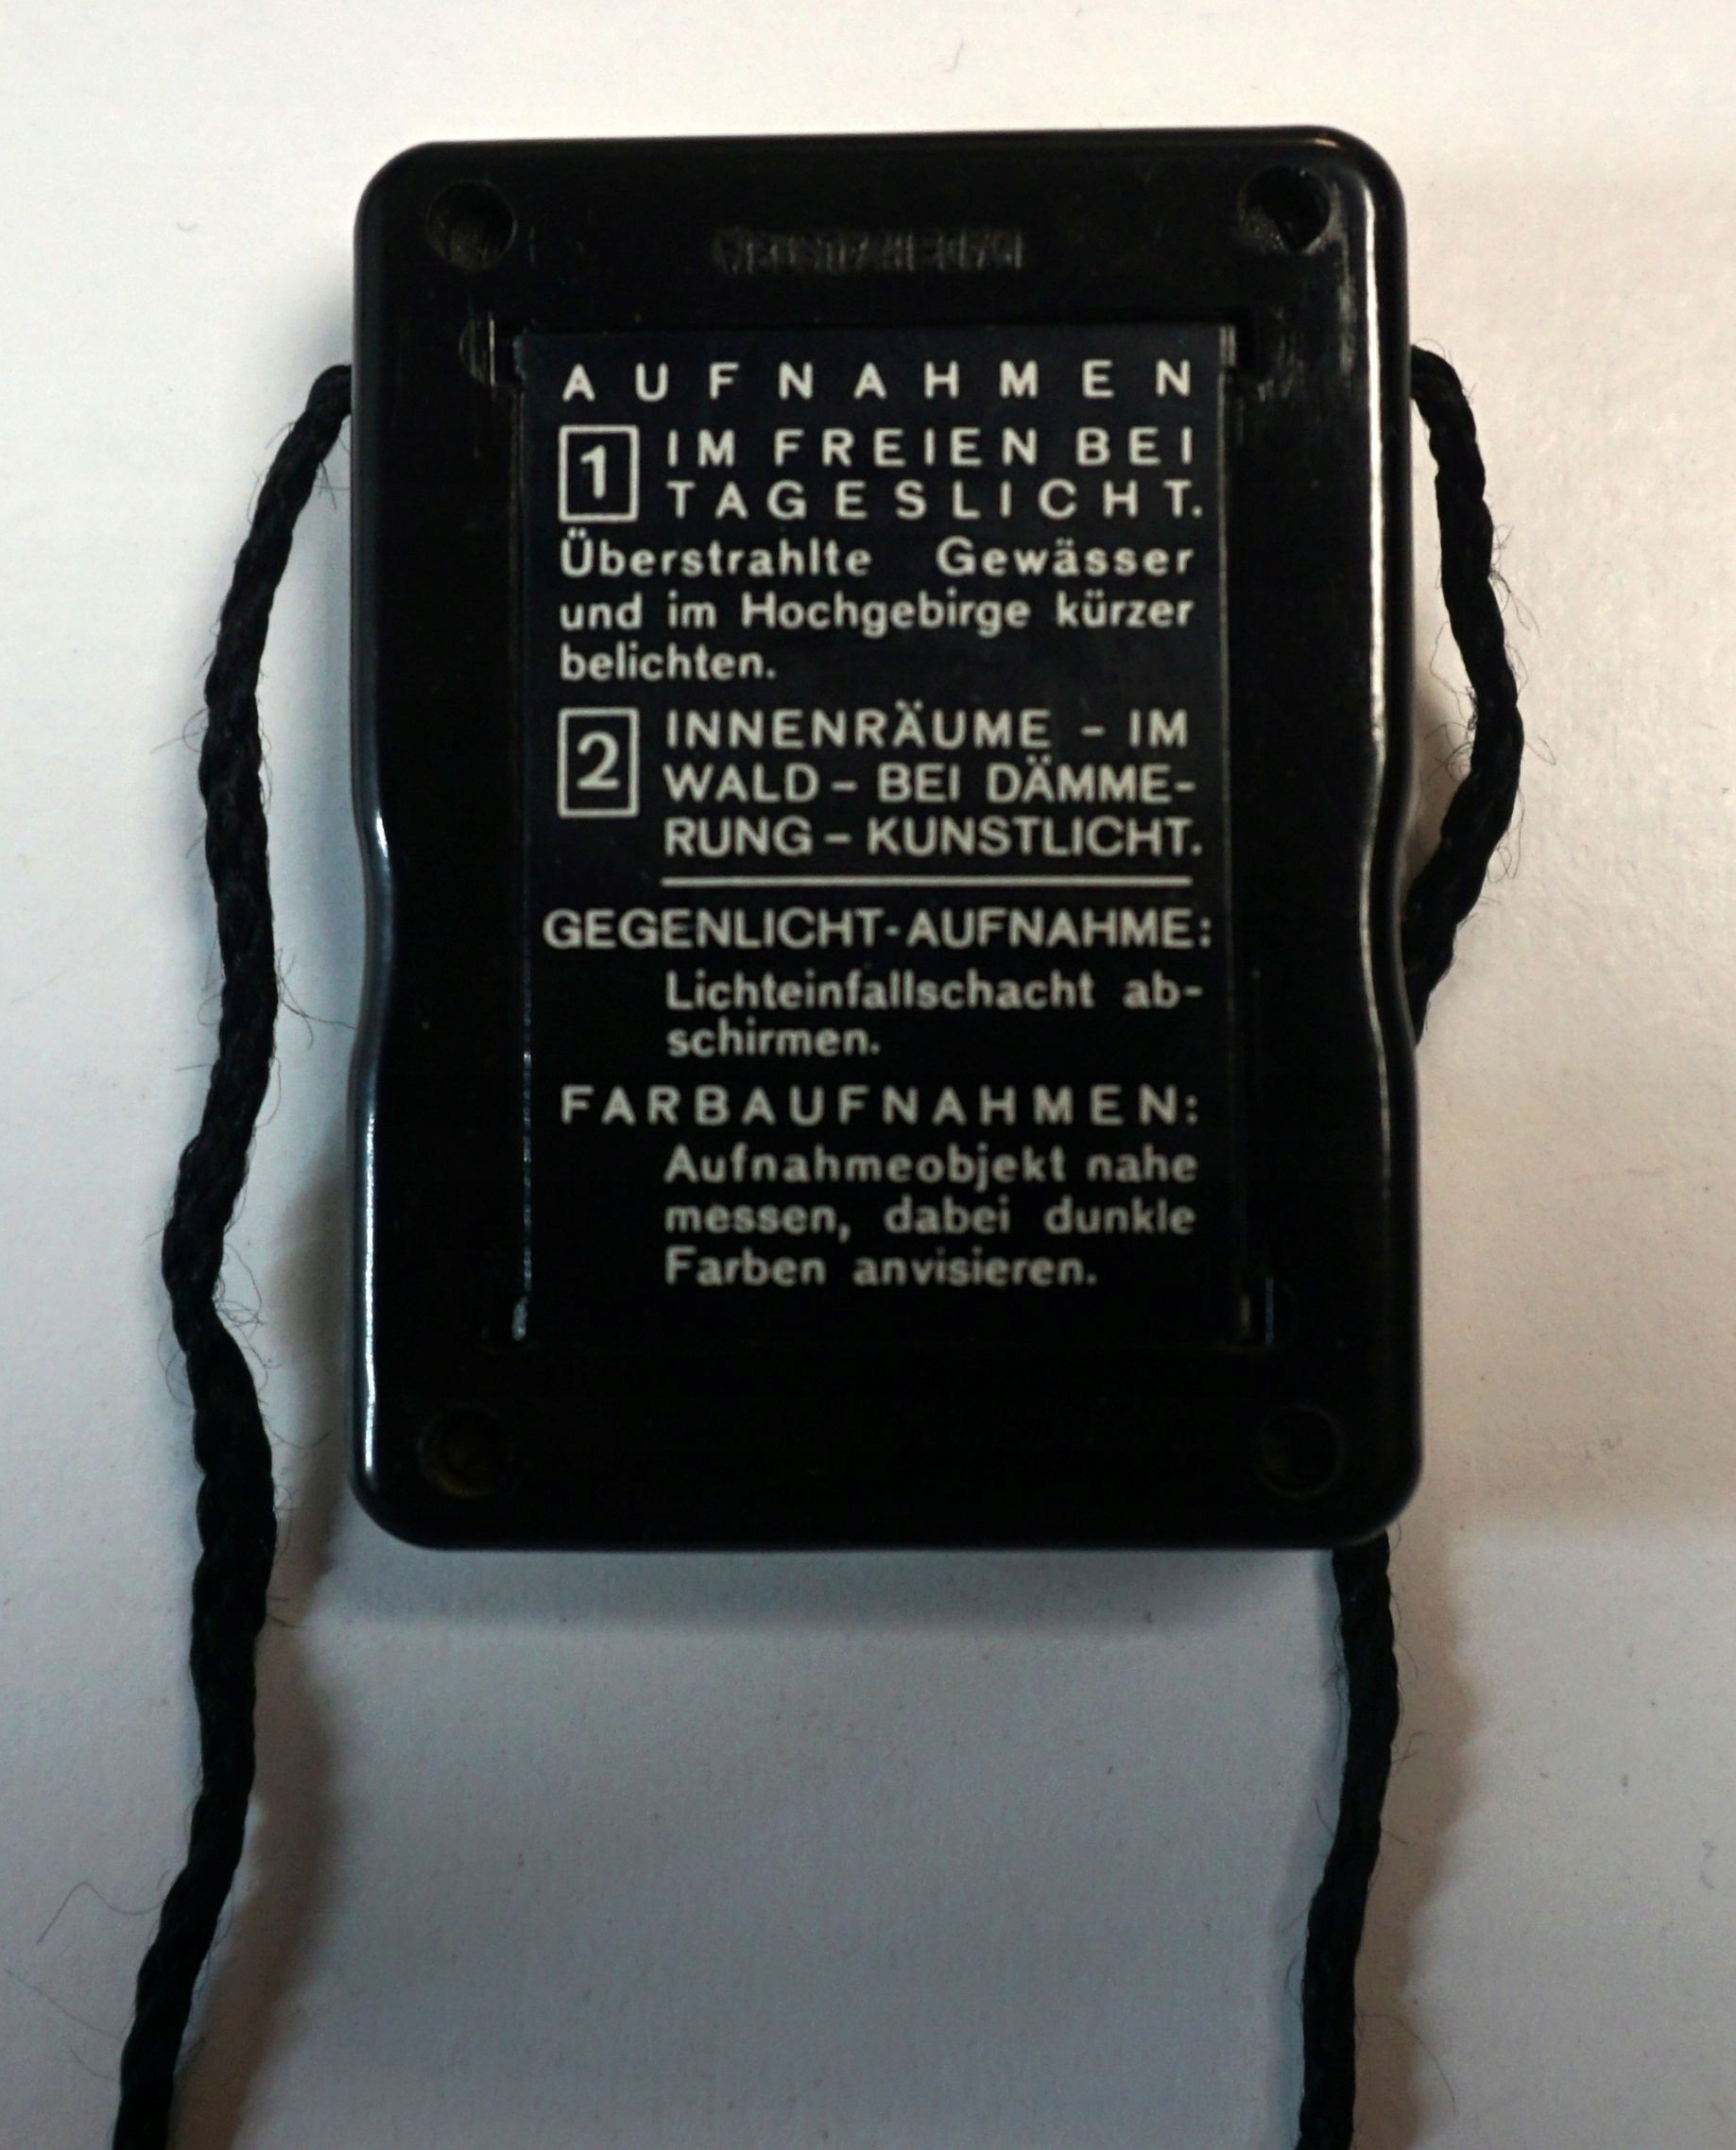 AUFNAHMEN
1 IM FREIEN BEI
TAGESLICHT.
Überstrahlte Gewässer
und im Hochgebirge kürzer
belichten.
2 INNENRÄUME – IM
WALD – BEI DÄMME-
RUNG – KUNSTLICHT.
GEGENLICHT-AUFNAHME:
Lichteinfallschacht ab-
schirmen.
FARBAUFNAHMEN:
Aufnahmeobjekt nahe
messen, dabei dunkle
Farben anvisieren.